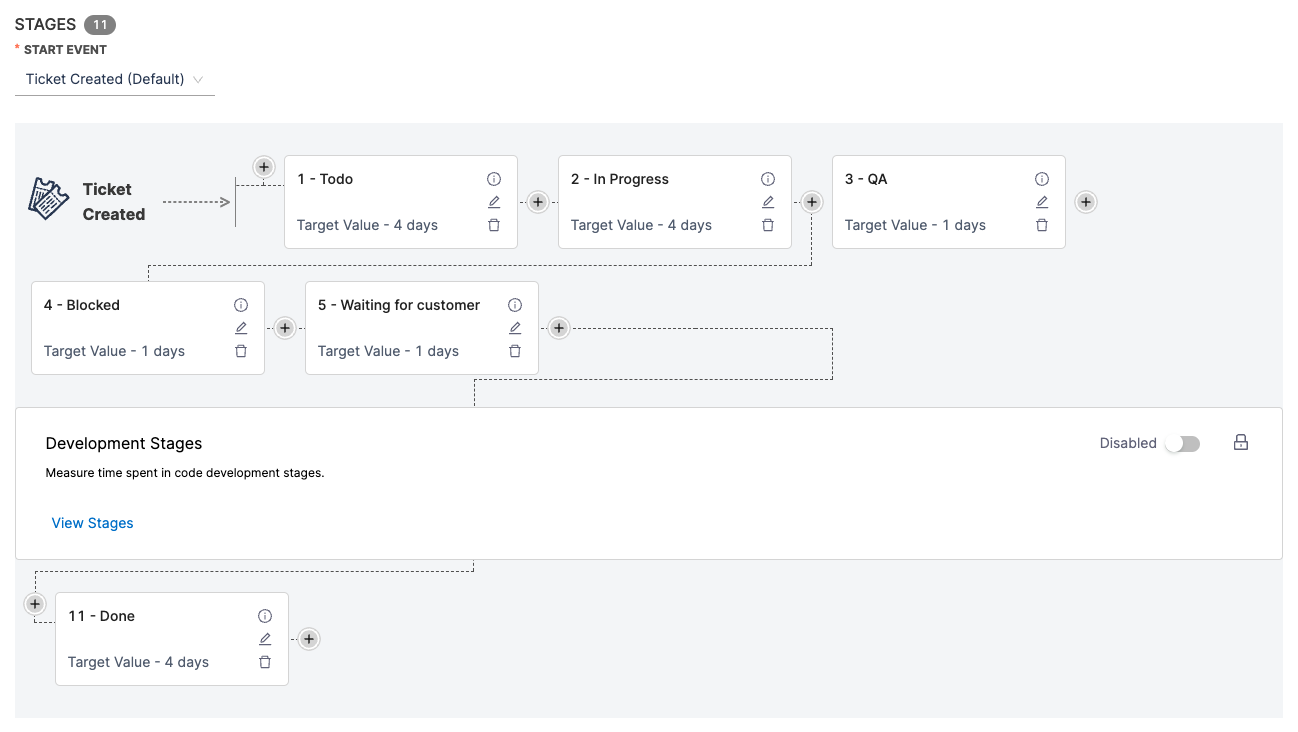 STAGES 11
* START EVENT
Ticket Created (Default)
Ticket
Created
1 - Todo
Target Value - 4 days
2 - In Progress
Target Value - 4 days
3 - QA
Target Value - 1 days
4 - Blocked
Target Value - 1 days
5 - Waiting for customer
Target Value - 1 days
Development Stages
Disabled
Measure time spent in code development stages.
View Stages
11 - Done
Target Value - 4 days